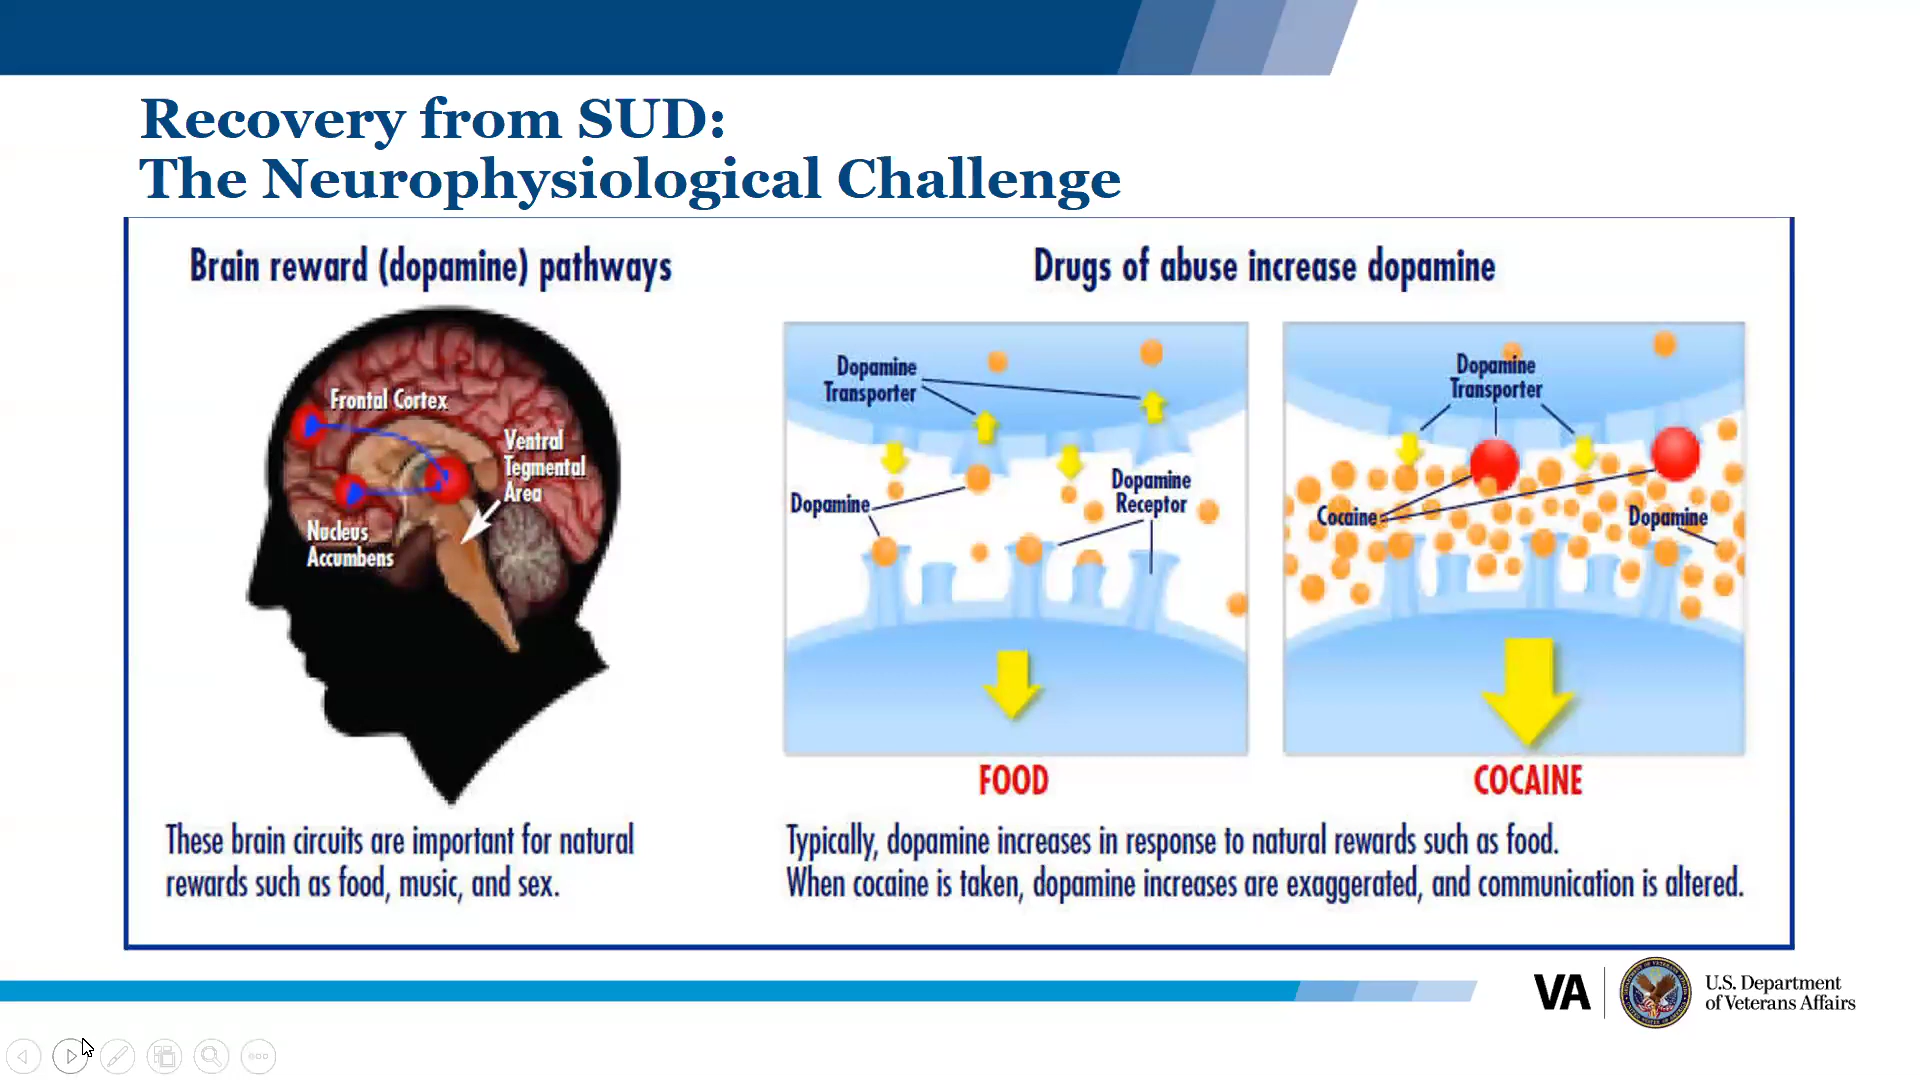 Recovery from SUD:
The Neurophysiological Challenge
Brain reward (dopamine) pathways
Frontal Cortex
Ventral
Tegmental
Area
Nucleus
Accumbens
These brain circuits are important for natural
rewards such as food, music, and sex.
Drugs of abuse increase dopamine
Dopamine
Transporter
Dopamine
Dopamine
Receptor
FOOD
Dopamine
Transporter
Cocaine
Dopamine
COCAINE
Typically, dopamine increases in response to natural rewards such as food.
When cocaine is taken, dopamine increases are exaggerated, and communication is altered.
VA
U.S. Department
of Veterans Affairs